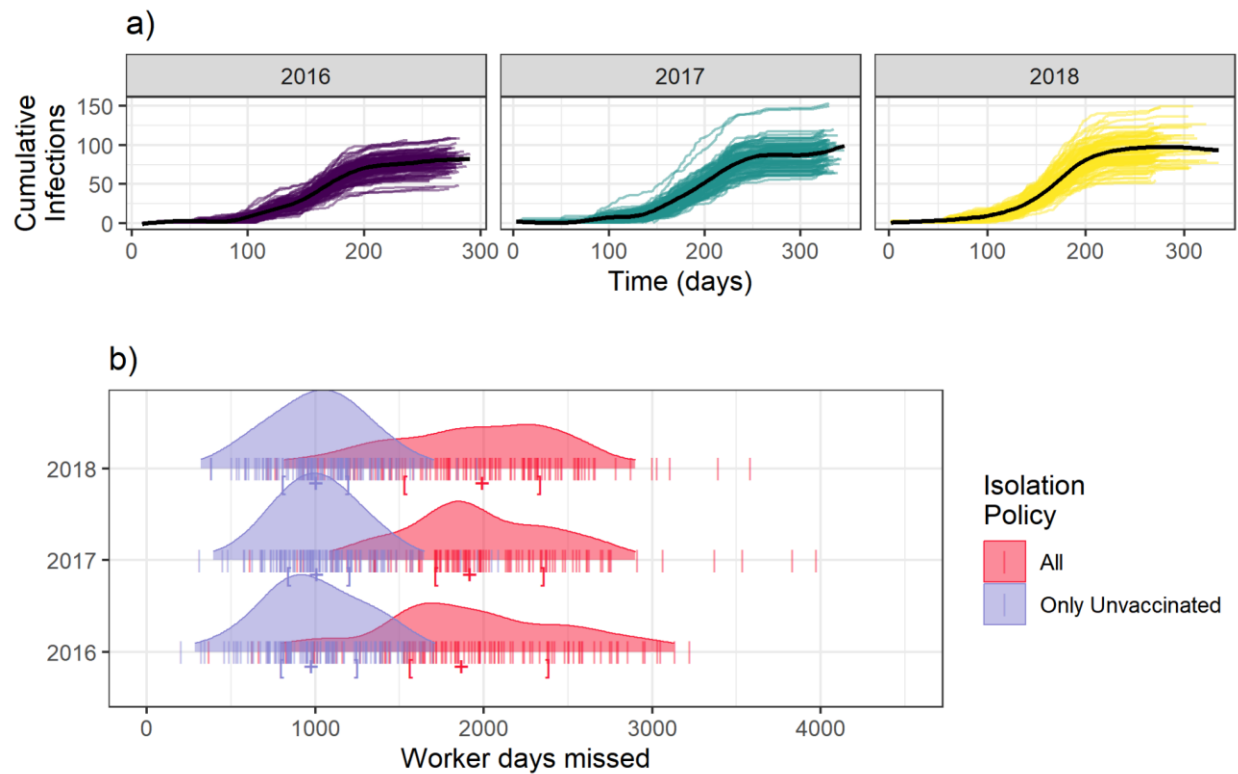 a)
2016
2017
2018
Cumulative
Infections
150
100
50
0
100
200
300
0
100
200
300
0
100
200
300
Time (days)
b)
2018
2017
2016
0
1000
2000
3000
4000
Worker days missed
Isolation
Policy
All
Only Unvaccinated